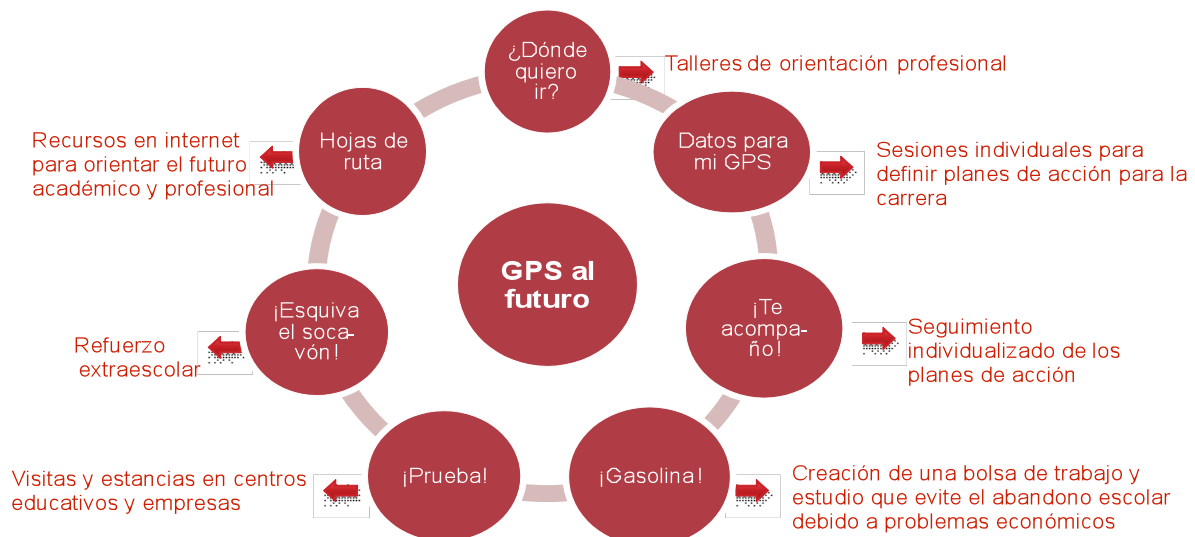 ¿Dónde
quiero
ir?
Talleres de orientación profesional
Datos para
mi GPS
Sesiones individuales para
definir planes de acción para la
carrera
¡Te
acompa-
ño!
Seguimiento
individualizado de los
planes de acción
¡Gasolina!
Creación de una bolsa de trabajo y
estudio que evite el abandono escolar
debido a problemas económicos
¡Prueba!
Visitas y estancias en centros
educativos y empresas
¡Esquiva
el soca-
vón!
Refuerzo
extraescolar
Hojas de
ruta
Recursos en internet
para orientar el futuro
académico y profesional
GPS al
futuro